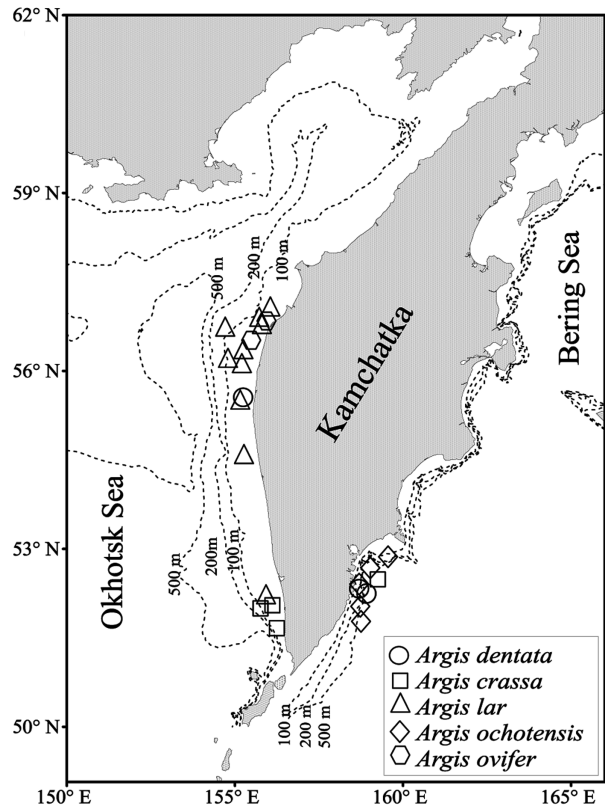 62° N
59°
56°
53°
50°
150° E
155°
160°
165° E
500 m
200 m
100 m
Kamchatka
Bering Sea
Okhotsk Sea
500 m
200m
100 m
100 m
200 m
500 m
Argis dentata
Argis crassa
Argis lar
Argis ochotensis
Argis ovifer